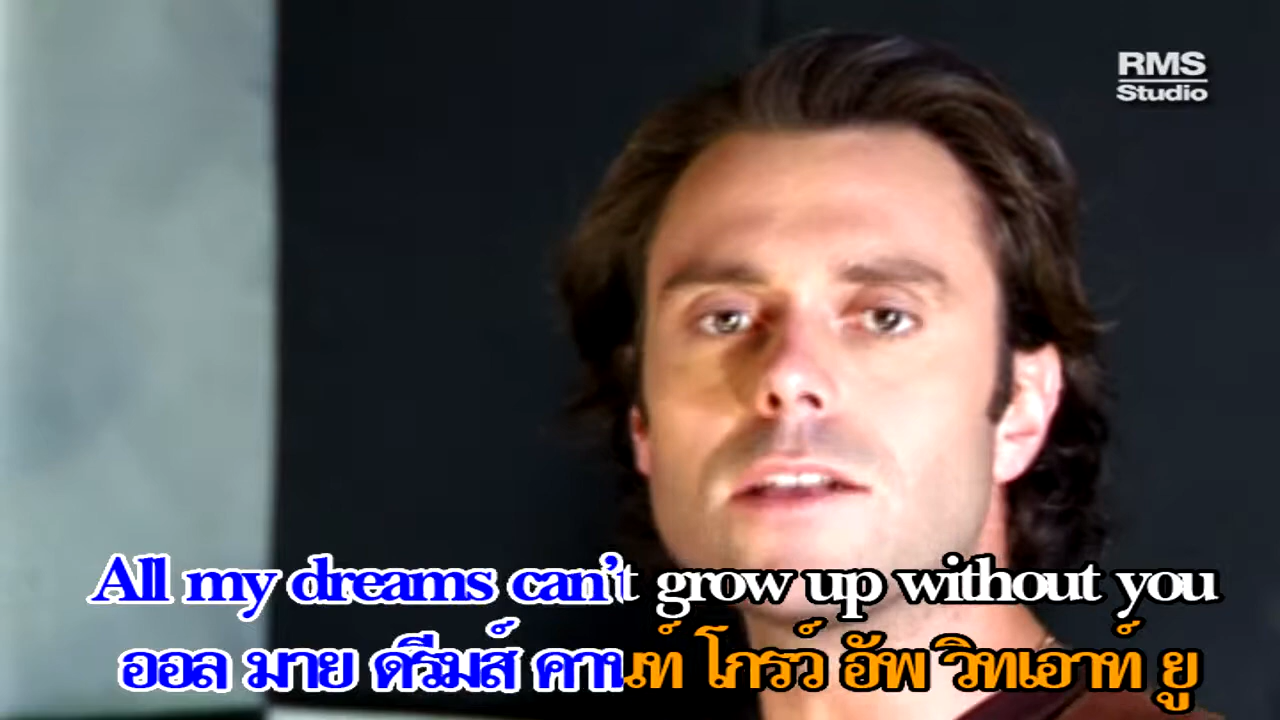 RMS
Studio
All my dreams can't grow up without you
ออล มาย ดรีมส์ คานท์ โกรว์ อัพ วิทเอาท์ ยู